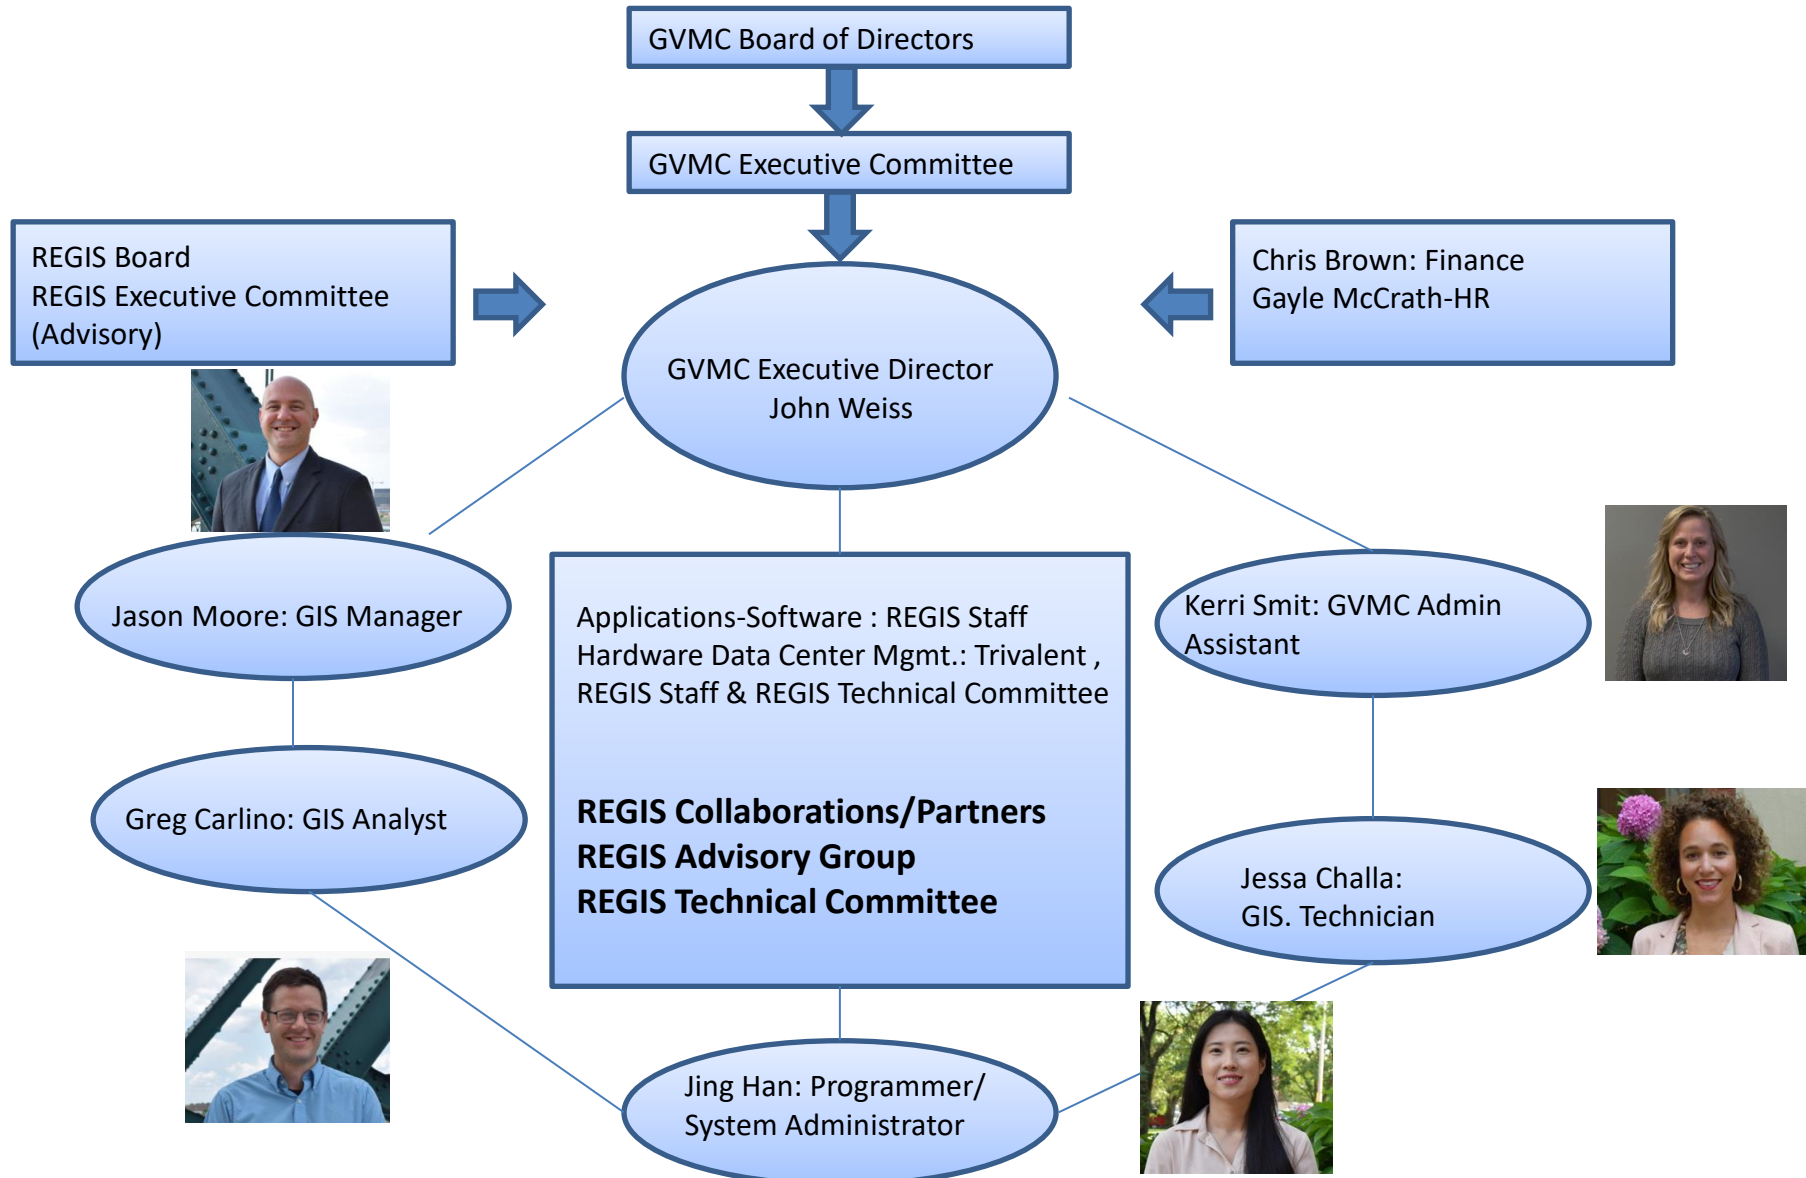 GVMC Board of Directors
GVMC Executive Committee
REGIS Board
REGIS Executive Committee
(Advisory)
Chris Brown: Finance
Gayle McCrath-HR
GVMC Executive Director
John Weiss
Jason Moore: GIS Manager
Applications-Software : REGIS Staff
Hardware Data Center Mgmt.: Trivalent ,
REGIS Staff & REGIS Technical Committee
REGIS Collaborations/Partners
REGIS Advisory Group
REGIS Technical Committee
Kerri Smit: GVMC Admin
Assistant
Greg Carlino: GIS Analyst
Jessa Challa:
GIS. Technician
Jing Han: Programmer/
System Administrator